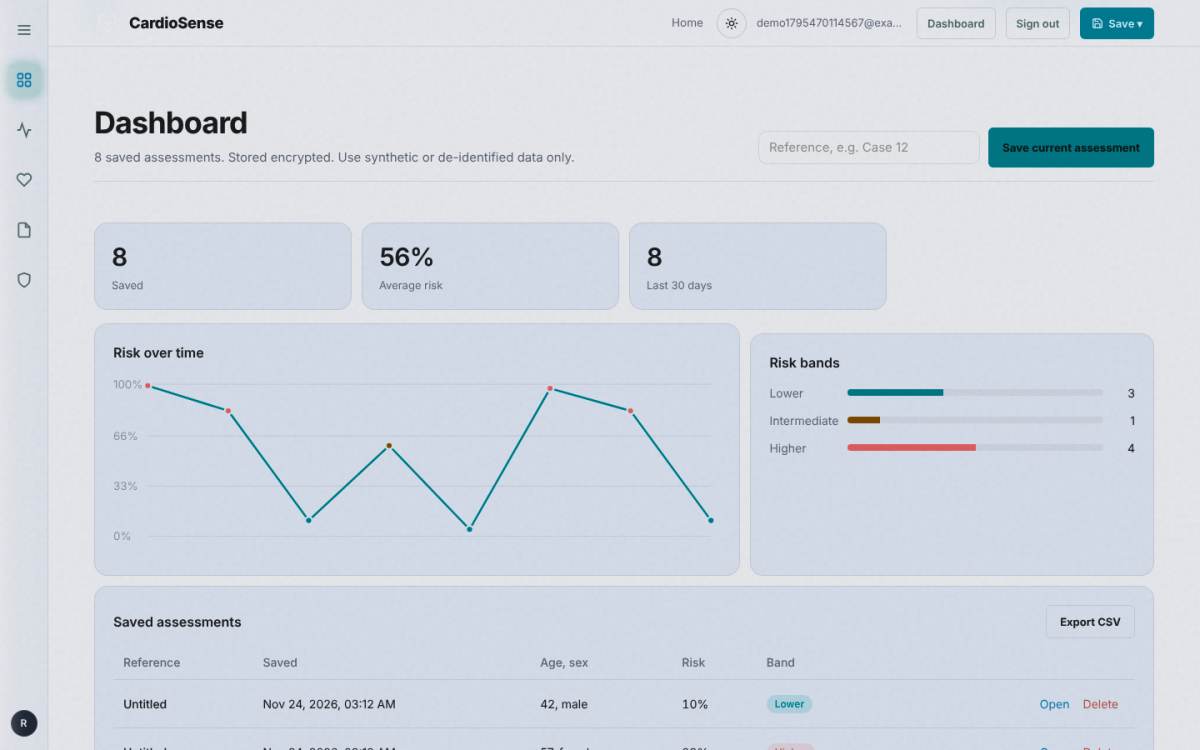 CardioSense
Home
demo1795470114567@exa...
Dashboard
Sign out
Save ▾
Dashboard
8 saved assessments. Stored encrypted. Use synthetic or de-identified data only.
Reference, e.g. Case 12
Save current assessment
8
Saved
56%
Average risk
8
Last 30 days
Risk over time
100%
66%
33%
0%
Risk bands
Lower 3
Intermediate 1
Higher 4
Saved assessments
Export CSV
Reference Saved Age, sex Risk Band
Untitled Nov 24, 2026, 03:12 AM 42, male 10% Lower Open Delete
R